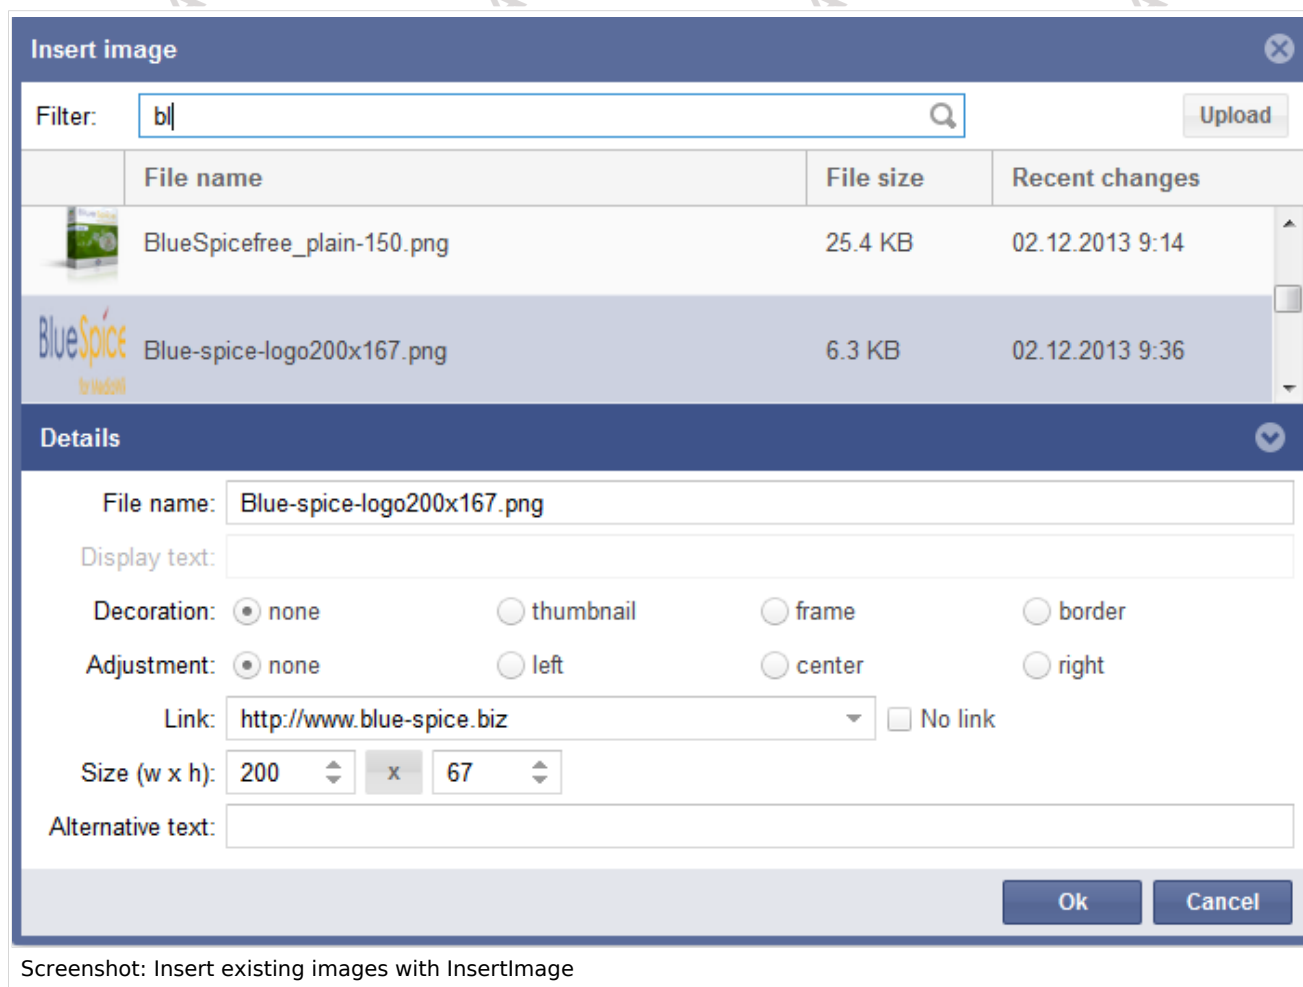 Insert image
Filter: bl Upload
File name File size Recent changes
BlueSpicefree_plain-150.png 25.4 KB 02.12.2013 9:14
BlueSpice
for MediaWi
Blue-spice-logo200x167.png 6.3 KB 02.12.2013 9:36
Details
File name: Blue-spice-logo200x167.png
Display text:
Decoration: none thumbnail frame border
Adjustment: none left center right
Link: http://www.blue-spice.biz No link
Size (w x h): 200 x 67
Alternative text:
Ok Cancel
Screenshot: Insert existing images with InsertImage